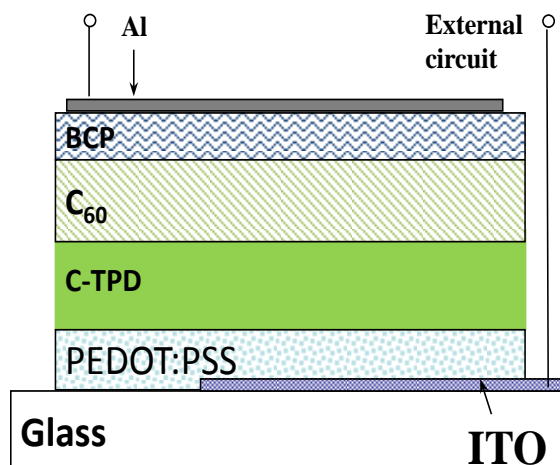 Al
External
circuit
BCP
C₆₀
C-TPD
PEDOT:PSS
Glass
ITO